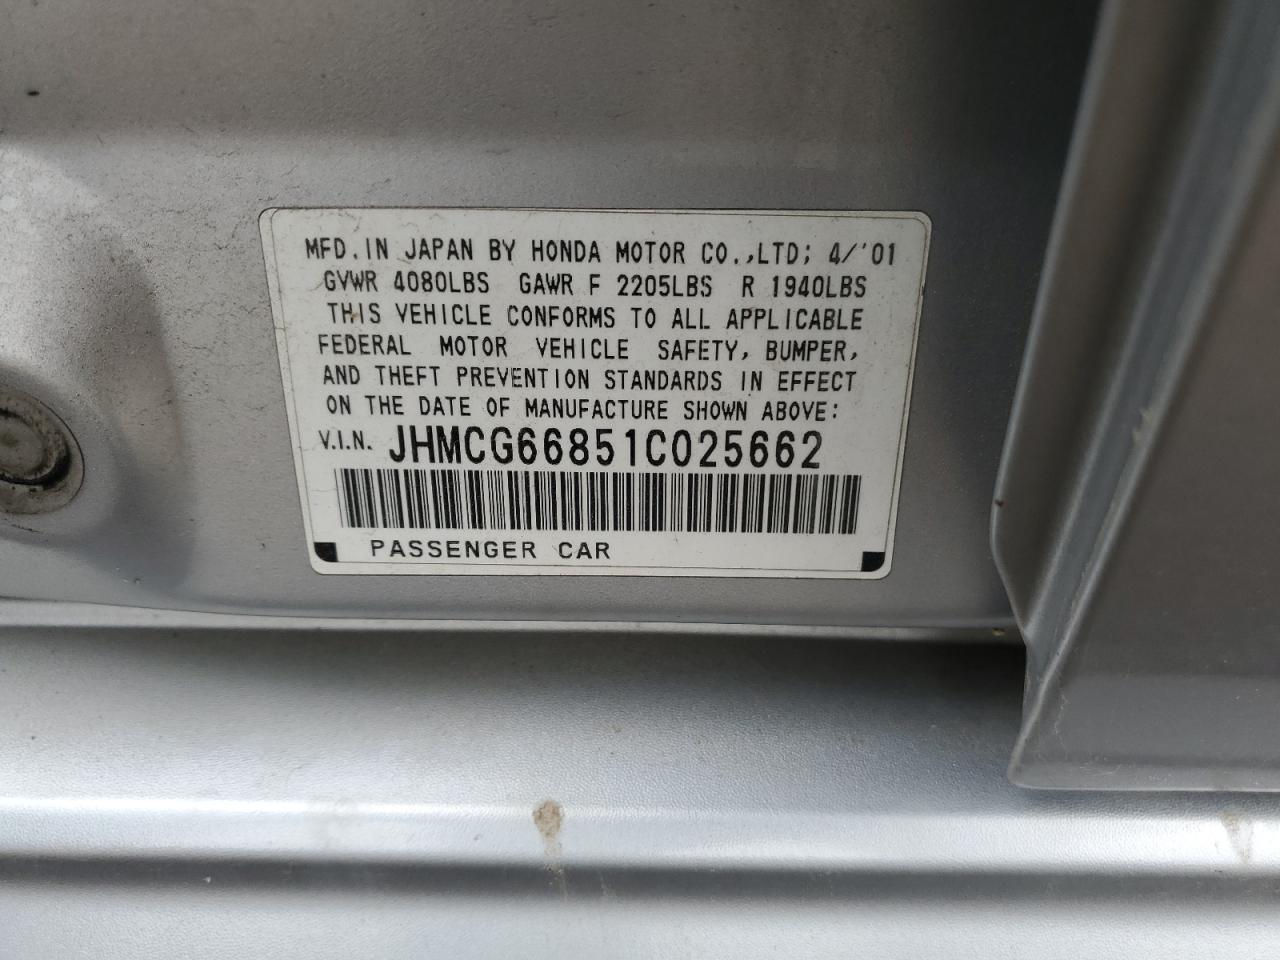 MFD.IN JAPAN BY HONDA MOTOR CO.,LTD; 4/'01
GVWR 4080LBS GAWR F 2205LBS R 1940LBS
THIS VEHICLE CONFORMS TO ALL APPLICABLE
FEDERAL MOTOR VEHICLE SAFETY, BUMPER,
AND THEFT PREVENTION STANDARDS IN EFFECT
ON THE DATE OF MANUFACTURE SHOWN ABOVE:
V.I.N. JHMCG66851C025662
PASSENGER CAR